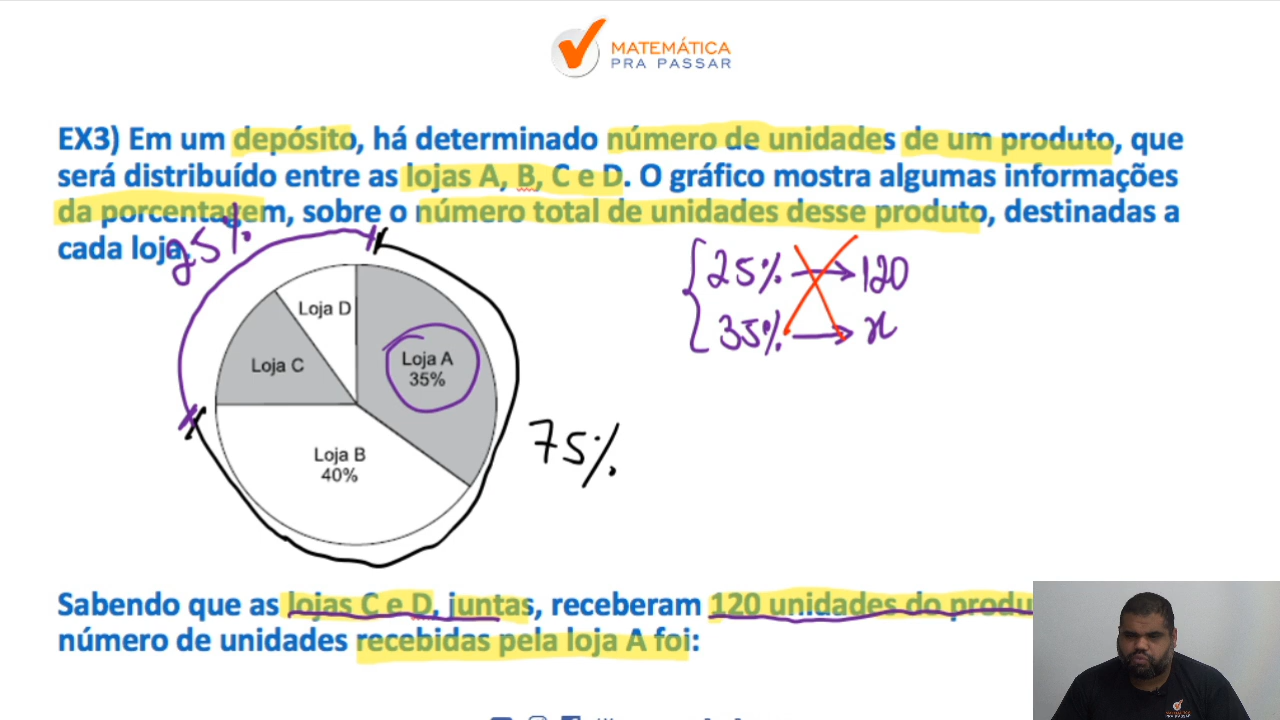 MATEMÁTICA
PRA PASSAR
EX3) Em um depósito, há determinado número de unidades de um produto, que
será distribuído entre as lojas A, B, C e D. O gráfico mostra algumas informações
da porcentagem, sobre o número total de unidades desse produto, destinadas a
cada loja.
25%
25% → 120
35% → x
Loja D
Loja C
Loja A
35%
75%
Loja B
40%
Sabendo que as lojas C e D, juntas, receberam 120 unidades do
número de unidades recebidas pela loja A foi: